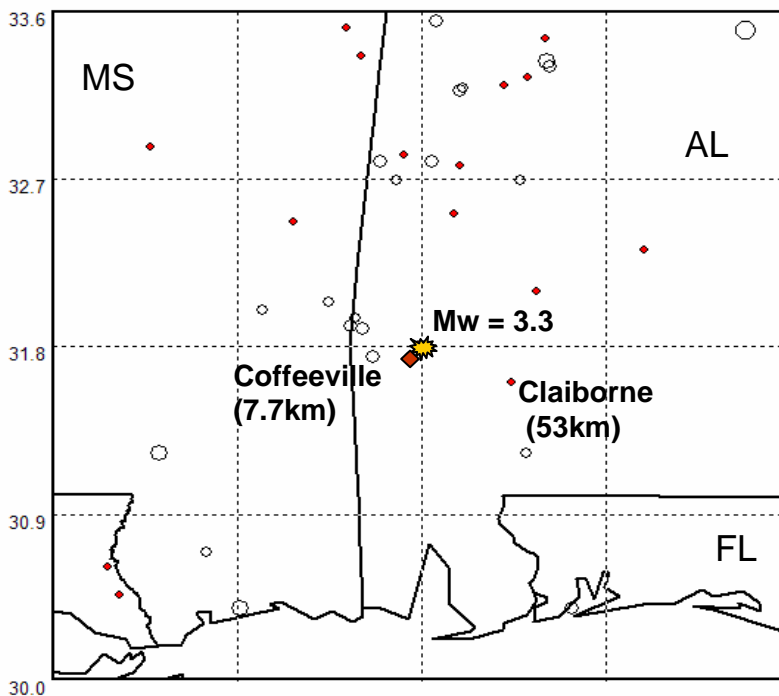 33.6
MS
AL
32.7
Mw = 3.3
31.8
Coffeeville
(7.7km)
Claiborne
(53km)
30.9
FL
30.0